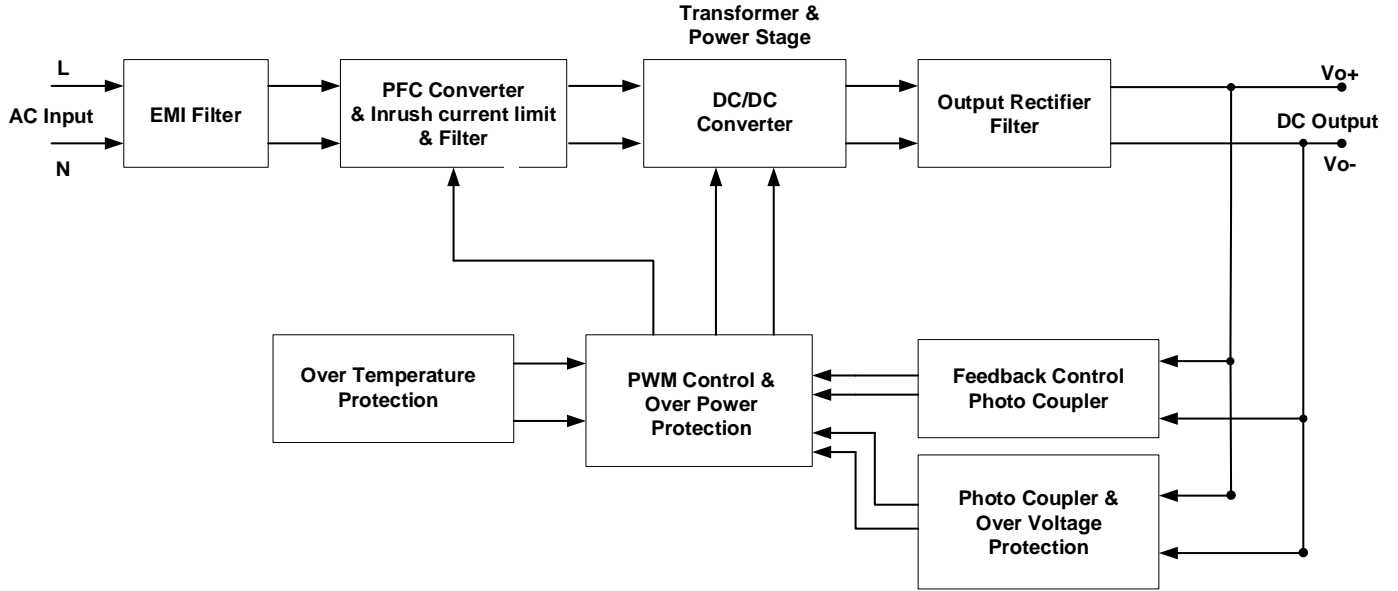 Transformer &
Power Stage
L
AC Input
N
EMI Filter
PFC Converter
& Inrush current limit
& Filter
DC/DC
Converter
Output Rectifier
Filter
Vo+
DC Output
Vo-
Over Temperature
Protection
PWM Control &
Over Power
Protection
Feedback Control
Photo Coupler
Photo Coupler &
Over Voltage
Protection